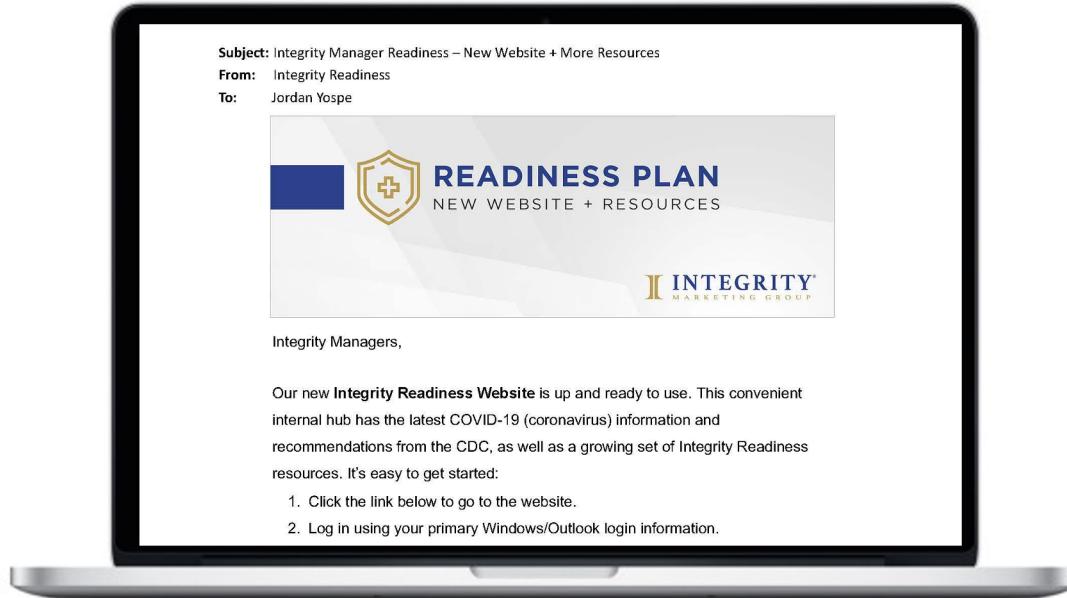 Subject: Integrity Manager Readiness – New Website + More Resources
From: Integrity Readiness
To: Jordan Yospe
READINESS PLAN
NEW WEBSITE + RESOURCES
INTEGRITY®
MARKETING GROUP
Integrity Managers,
Our new Integrity Readiness Website is up and ready to use. This convenient
internal hub has the latest COVID-19 (coronavirus) information and
recommendations from the CDC, as well as a growing set of Integrity Readiness
resources. It's easy to get started:
1. Click the link below to go to the website.
2. Log in using your primary Windows/Outlook login information.